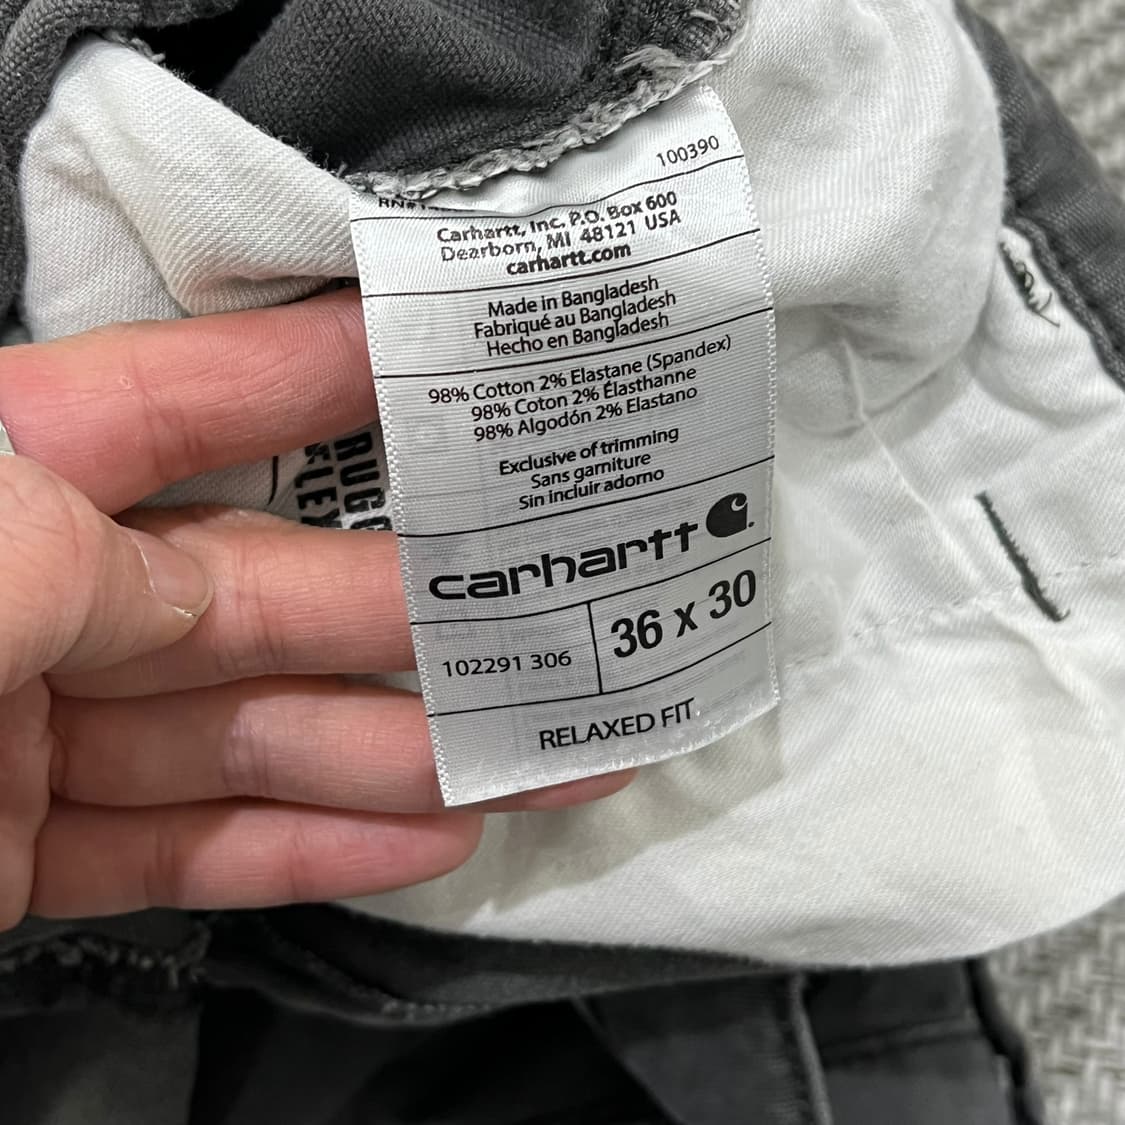 100390
RN#14806
Carhartt, Inc, P.O. Box 600
Dearborn, MI 48121 USA
carhartt.com
Made in Bangladesh
Fabriqué au Bangladesh
Hecho en Bangladesh
98% Cotton 2% Elastane (Spandex)
98% Coton 2% Élasthanne
98% Algodón 2% Elastano
Exclusive of trimming
Sans garniture
Sin incluir adorno
carhartt
102291 306
36 x 30
RELAXED FIT